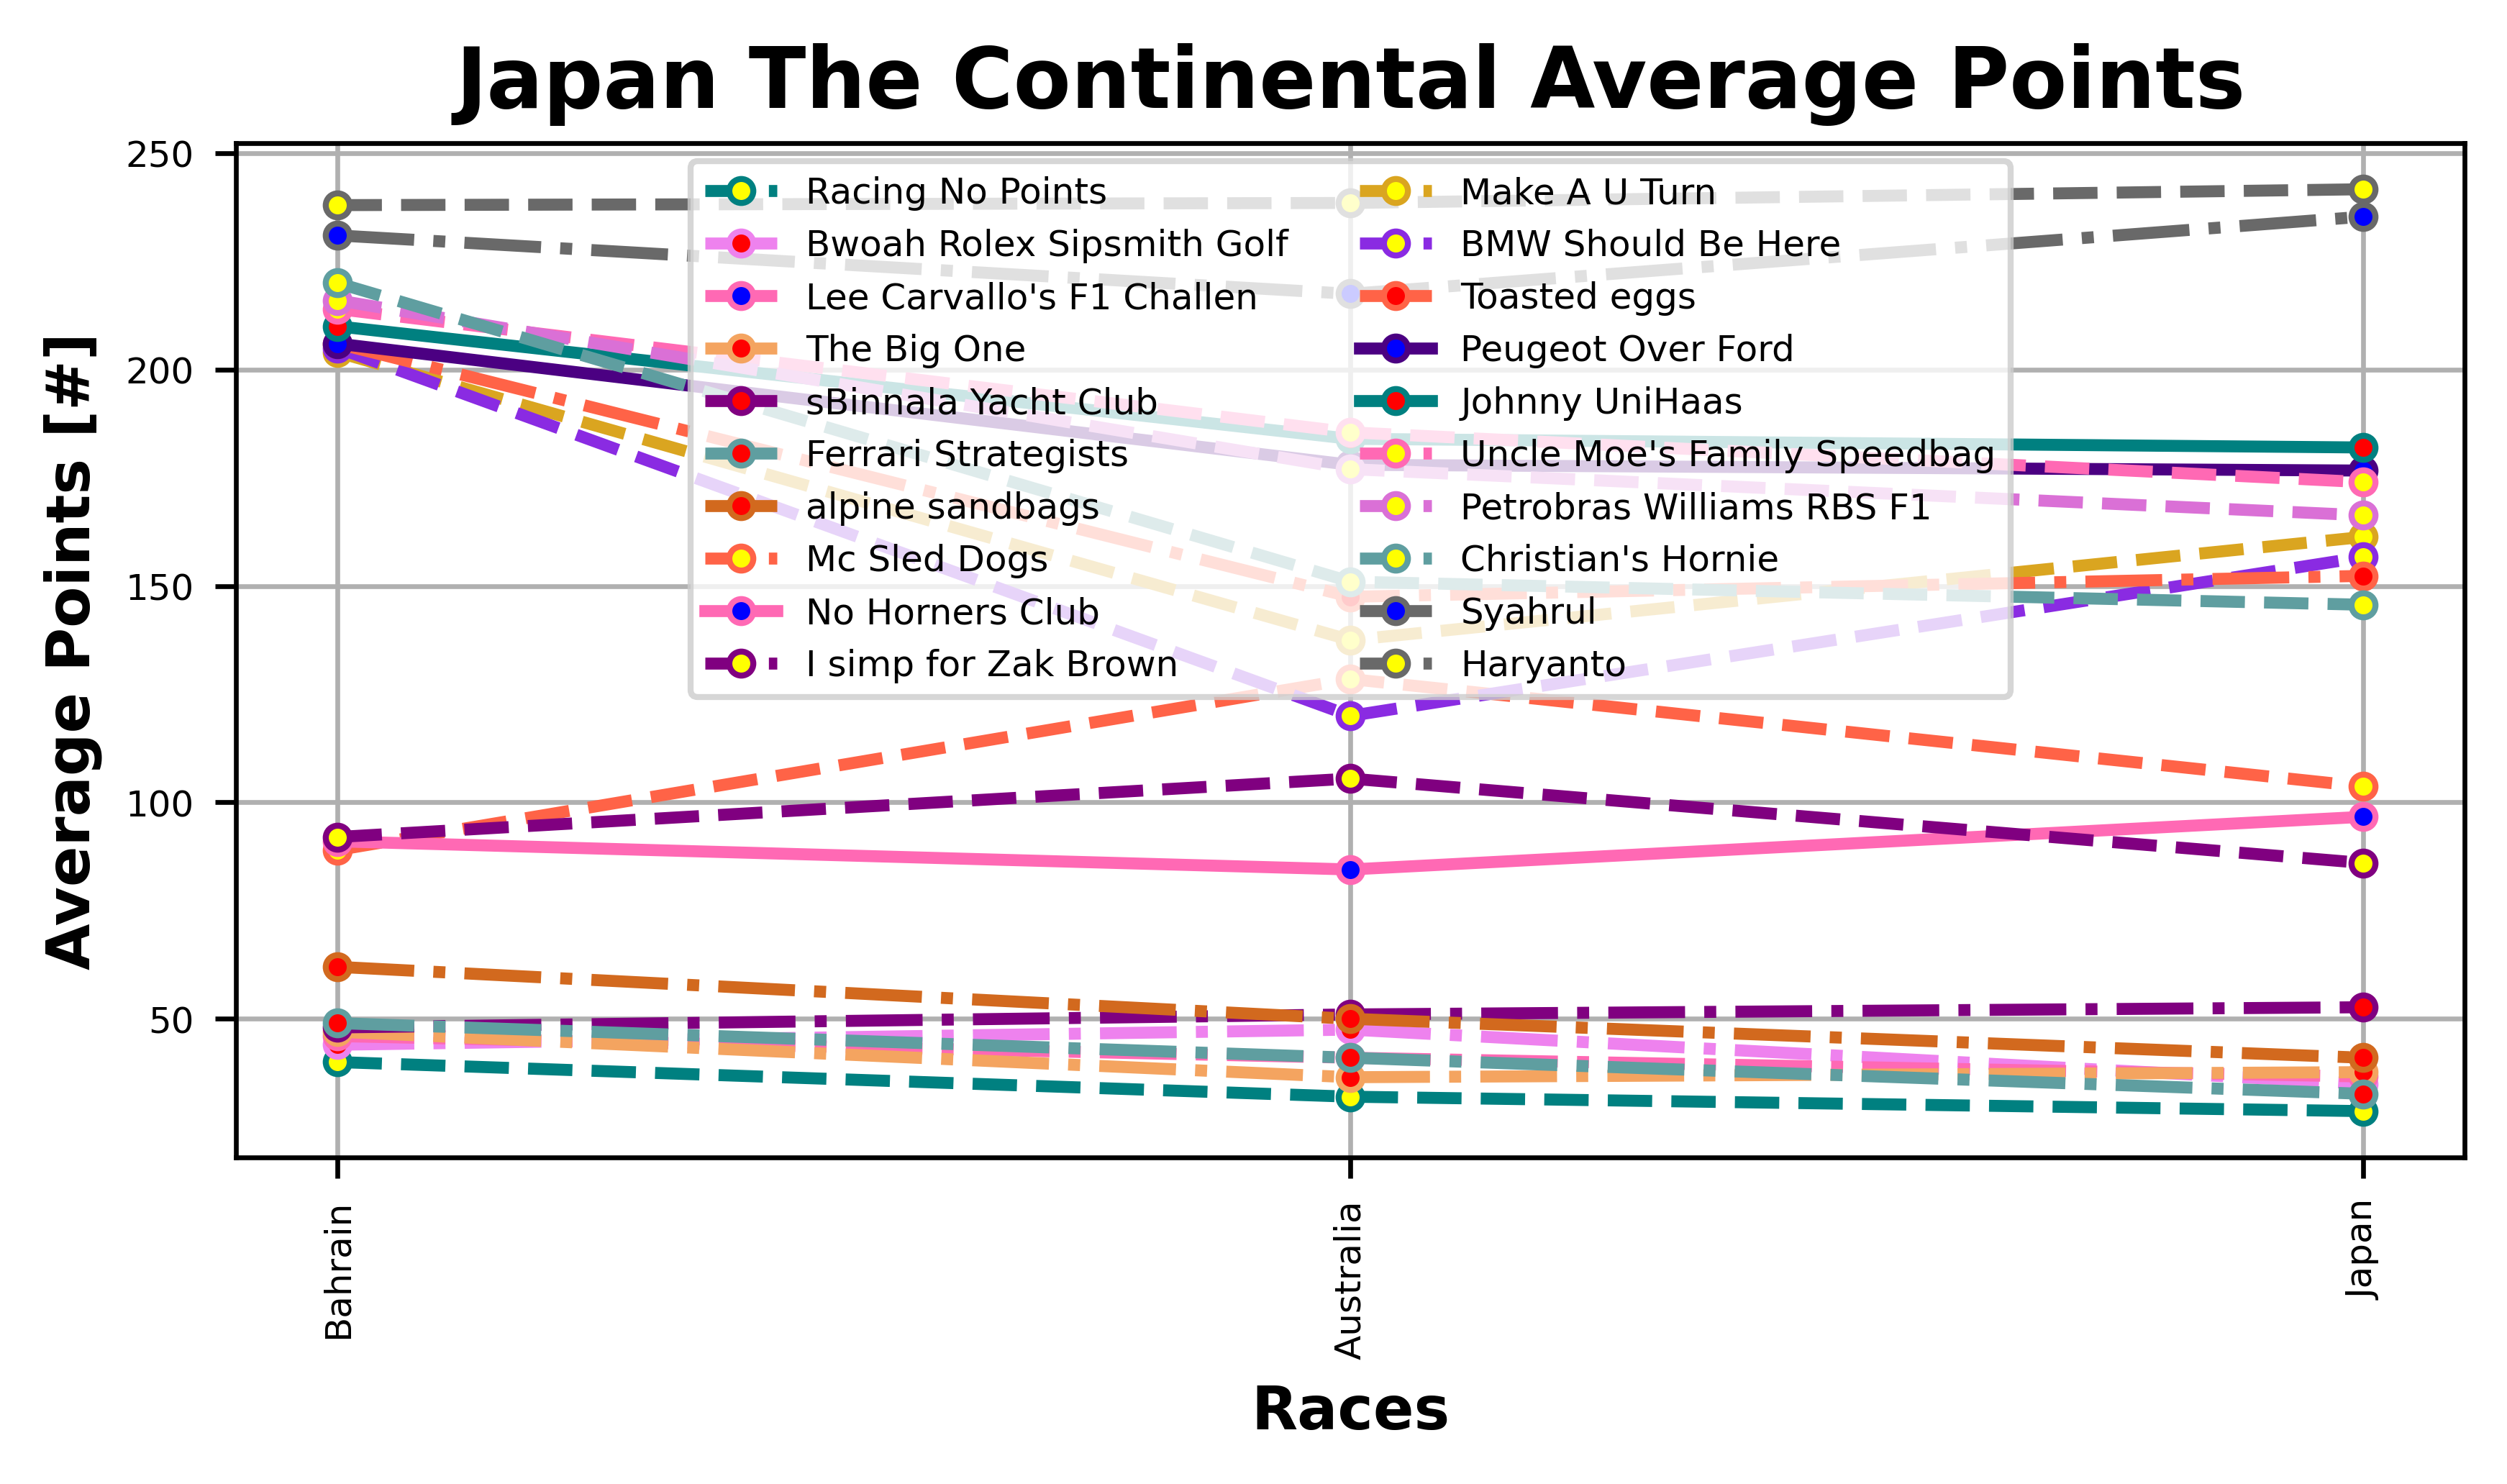 Japan The Continental Average Points
Average Points [#]
250
200
150
100
50
Racing No Points
Bwoah Rolex Sipsmith Golf
Lee Carvallo's F1 Challen
The Big One
sBinnala Yacht Club
Ferrari Strategists
alpine sandbags
Mc Sled Dogs
No Horners Club
I simp for Zak Brown
Make A U Turn
BMW Should Be Here
Toasted eggs
Peugeot Over Ford
Johnny UniHaas
Uncle Moe's Family Speedbag
Petrobras Williams RBS F1
Christian's Hornie
Syahrul
Haryanto
Bahrain
Australia
Japan
Races